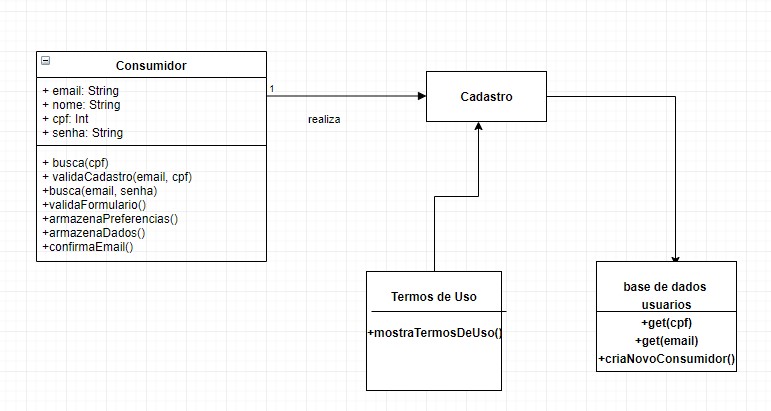 Consumidor
+ email: String
+ nome: String
+ cpf: Int
+ senha: String
+ busca(cpf)
+ validaCadastro(email, cpf)
+busca(email, senha)
+validaFormulario()
+armazenaPreferencias()
+armazenaDados()
+confirmaEmail()
1
realiza
Cadastro
Termos de Uso
+mostraTermosDeUso()
base de dados
usuarios
+get(cpf)
+get(email)
+criaNovoConsumidor()